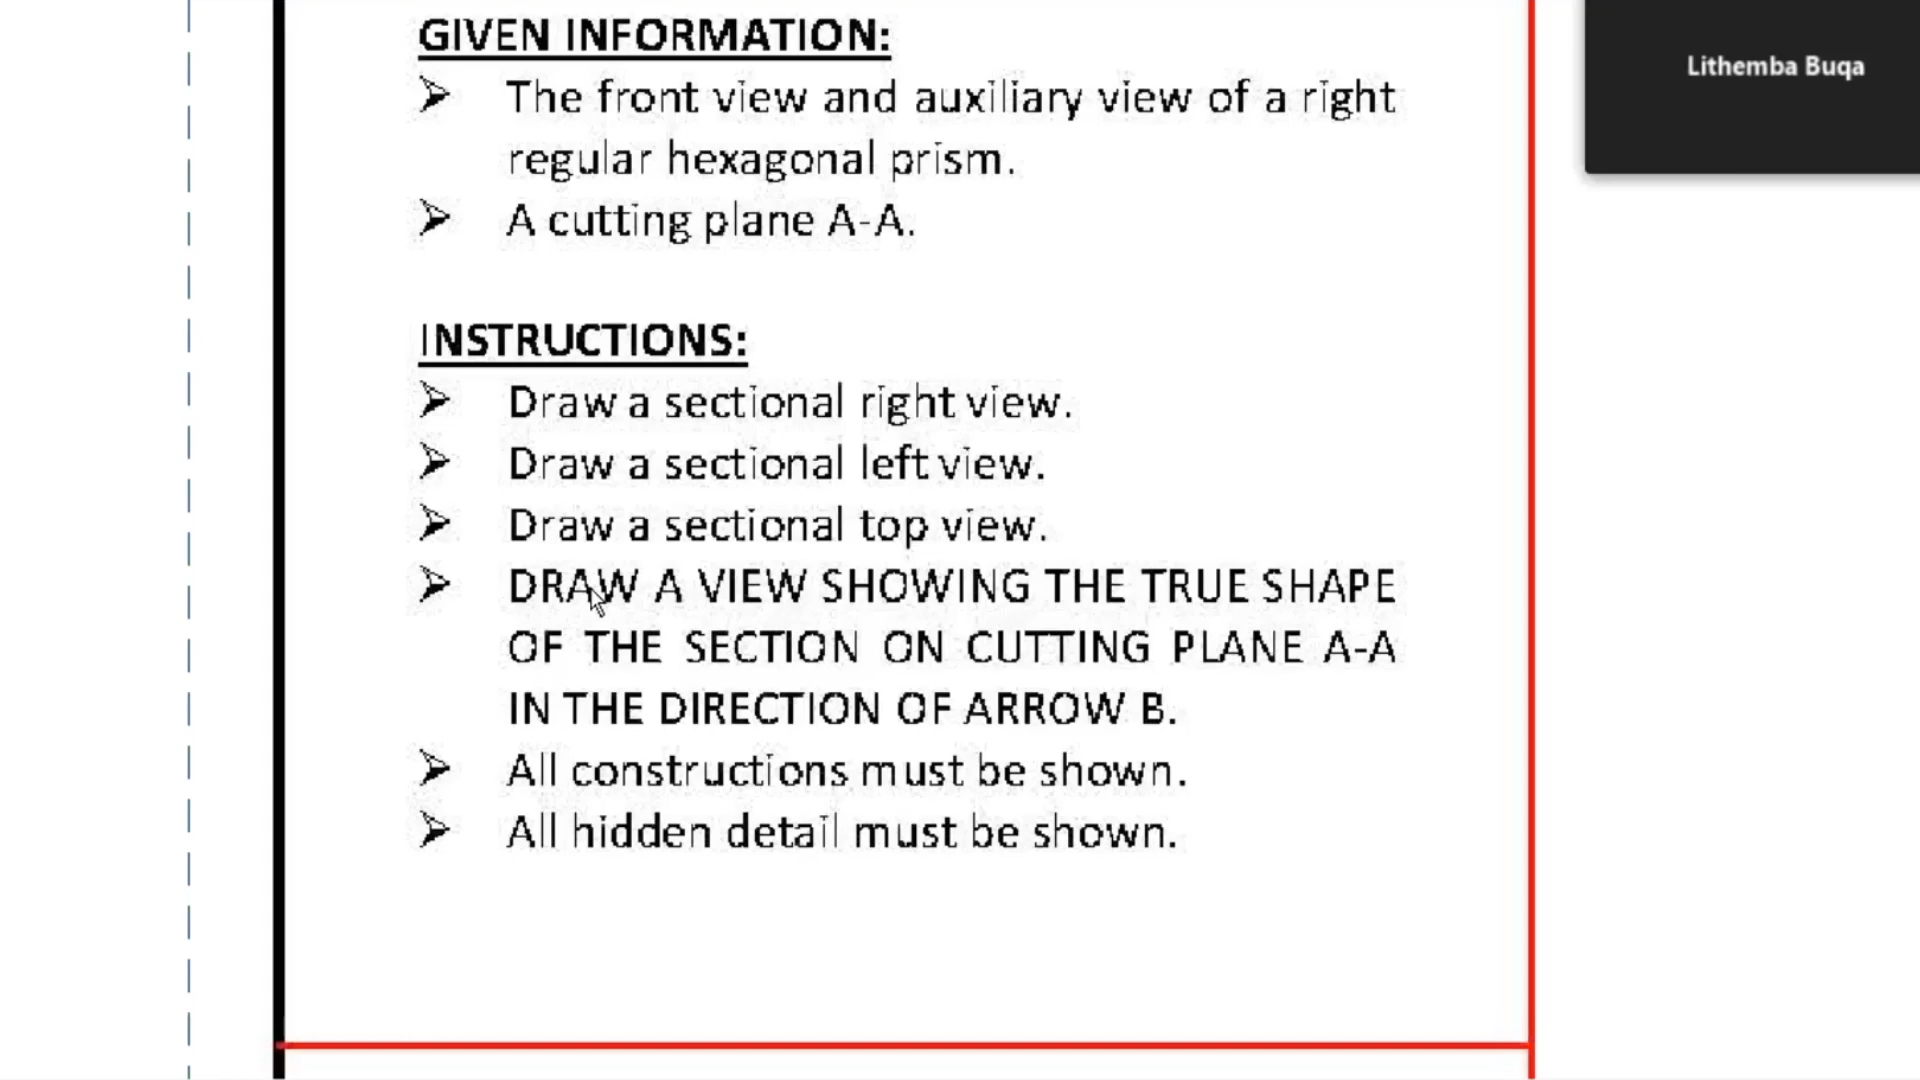 GIVEN INFORMATION:
➢ The front view and auxiliary view of a right
regular hexagonal prism.
➢ A cutting plane A-A.
INSTRUCTIONS:
➢ Draw a sectional right view.
➢ Draw a sectional left view.
➢ Draw a sectional top view.
➢ DRAW A VIEW SHOWING THE TRUE SHAPE
OF THE SECTION ON CUTTING PLANE A-A
IN THE DIRECTION OF ARROW B.
➢ All constructions must be shown.
➢ All hidden detail must be shown.
Lithemba Buqa